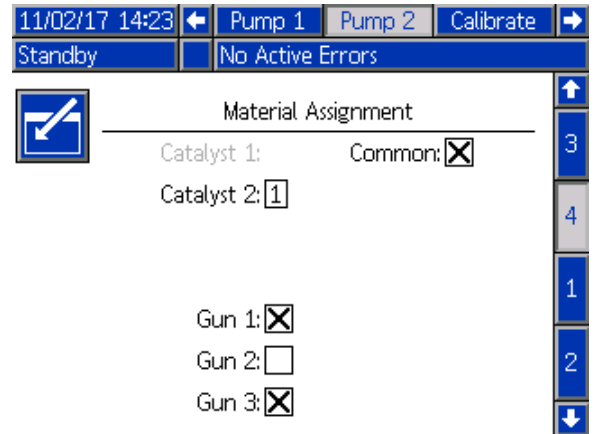 11/02/17 14:23 Pump 1 Pump 2 Calibrate
Standby No Active Errors
Material Assignment
Catalyst 1: Common:
3
Catalyst 2: 1
4
1
Gun 1:
Gun 2:
2
Gun 3: